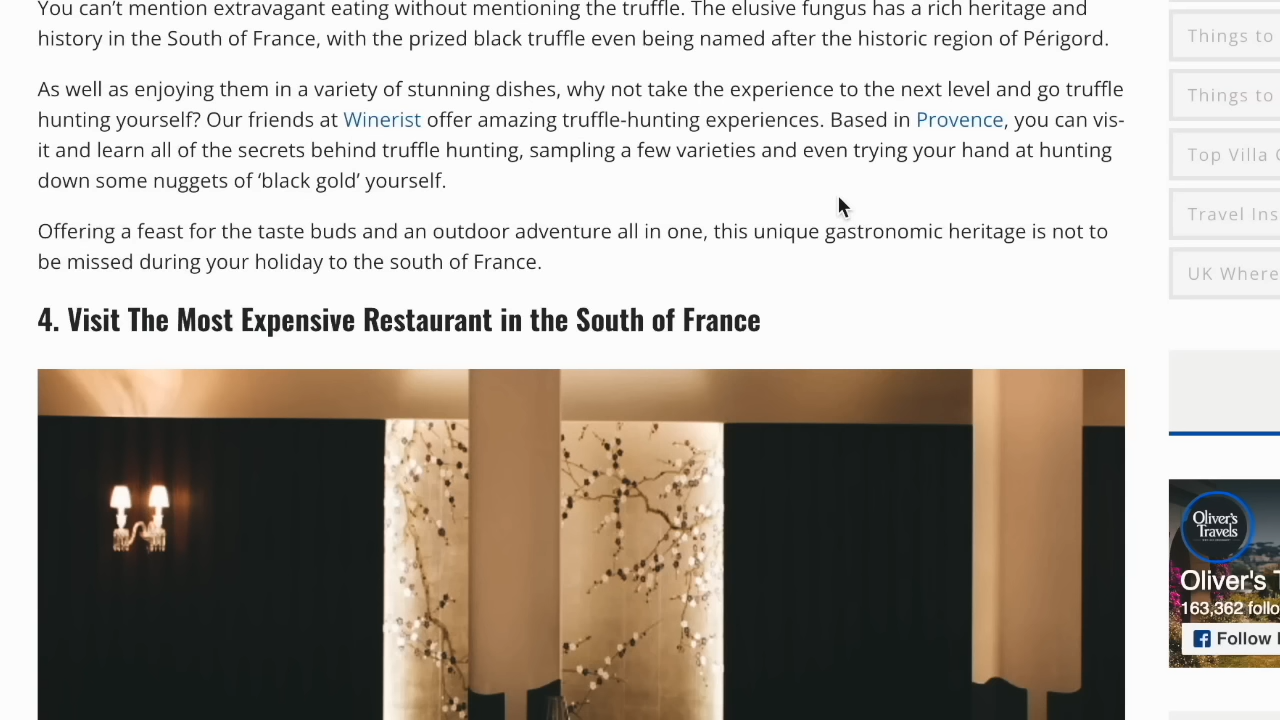 You can’t mention extravagant eating without mentioning the truffle. The elusive fungus has a rich heritage and
history in the South of France, with the prized black truffle even being named after the historic region of Périgord.
As well as enjoying them in a variety of stunning dishes, why not take the experience to the next level and go truffle
hunting yourself? Our friends at Winerist offer amazing truffle-hunting experiences. Based in Provence, you can vis-
it and learn all of the secrets behind truffle hunting, sampling a few varieties and even trying your hand at hunting
down some nuggets of ‘black gold’ yourself.
Offering a feast for the taste buds and an outdoor adventure all in one, this unique gastronomic heritage is not to
be missed during your holiday to the south of France.
4. Visit The Most Expensive Restaurant in the South of France
Things to
Things to
Top Villa
Travel Ins
UK Where
Oliver's
Travels
Oliver's
163,362 follo
Follow